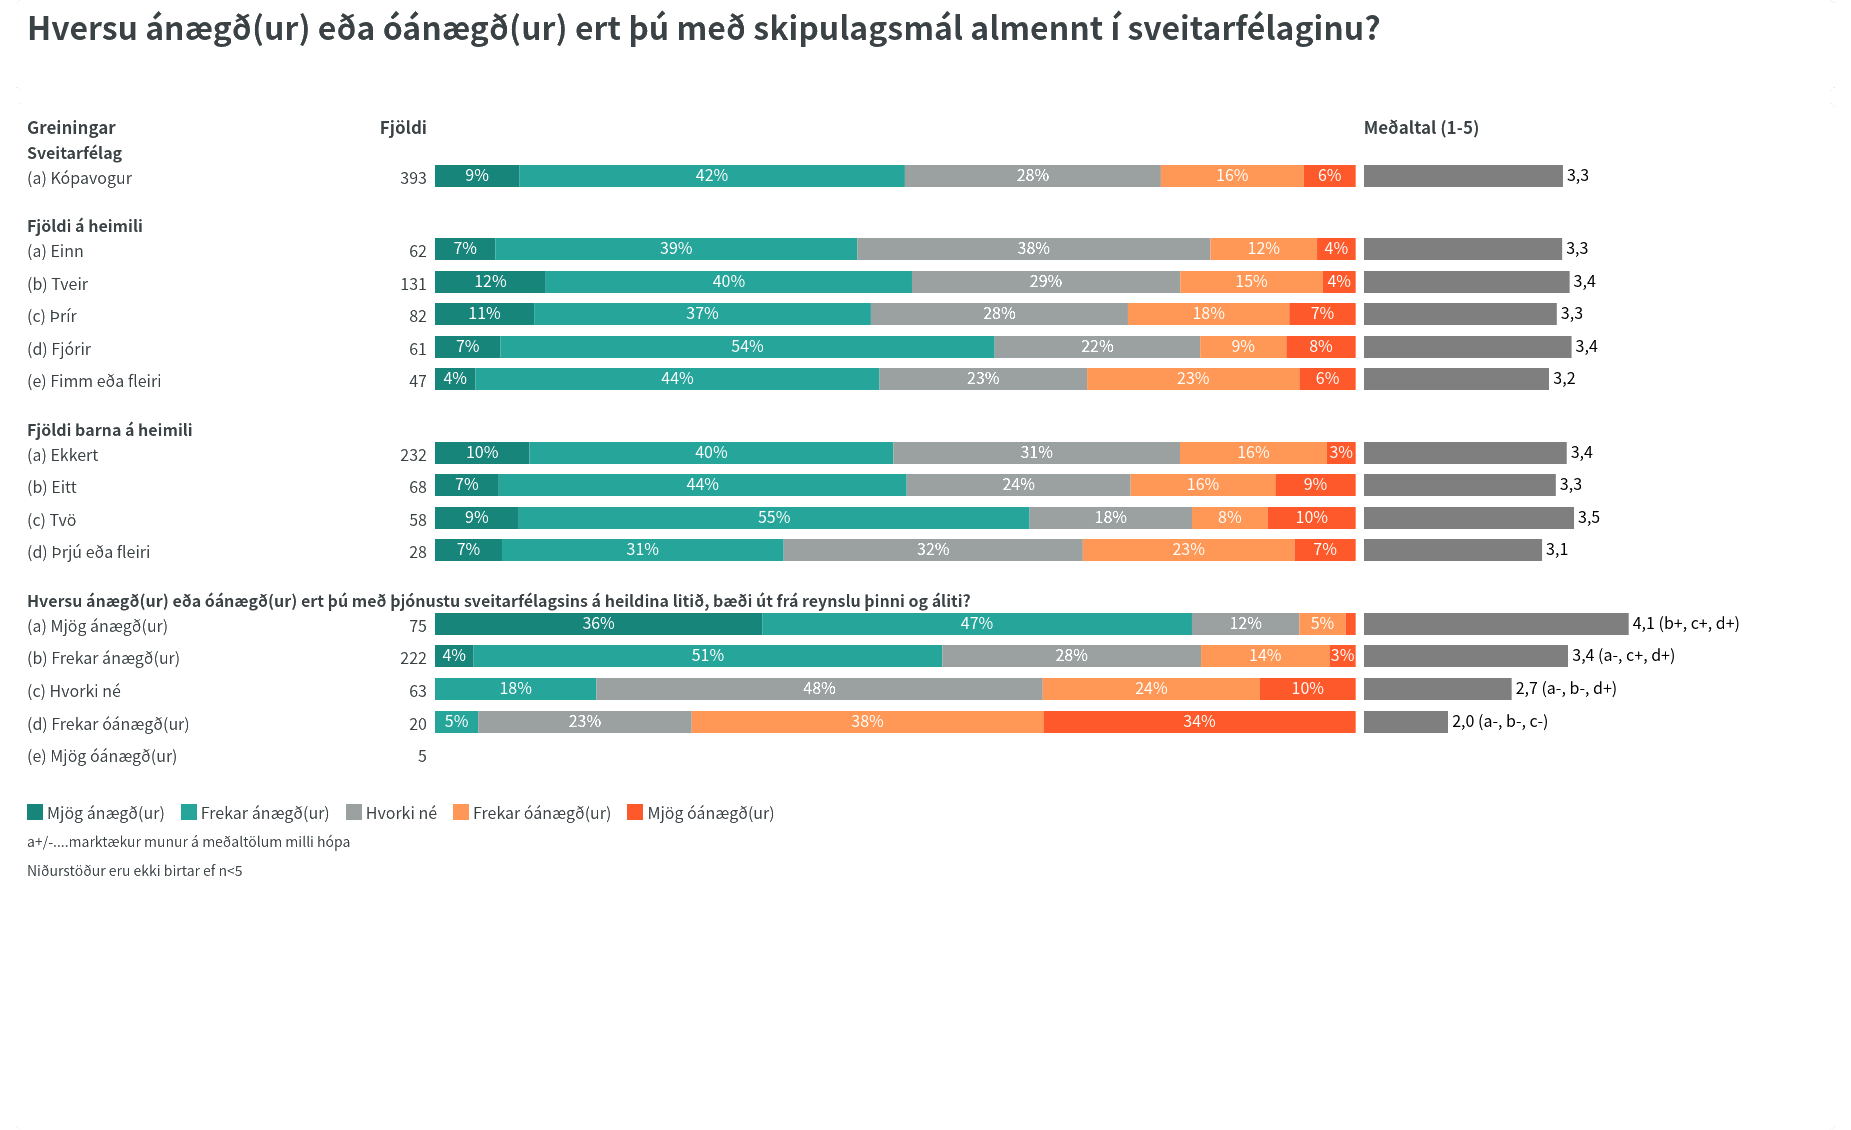 Hversu ánægð(ur) eða óánægð(ur) ert þú með skipulagsmál almennt í sveitarfélaginu?
Greiningar Fjöldi Meðaltal (1-5)
Sveitarfélag
(a) Kópavogur 393 9% 42% 28% 16% 6% 3,3
Fjöldi á heimili
(a) Einn 62 7% 39% 38% 12% 4% 3,3
(b) Tveir 131 12% 40% 29% 15% 4% 3,4
(c) Þrír 82 11% 37% 28% 18% 7% 3,3
(d) Fjórir 61 7% 54% 22% 9% 8% 3,4
(e) Fimm eða fleiri 47 4% 44% 23% 23% 6% 3,2
Fjöldi barna á heimili
(a) Ekkert 232 10% 40% 31% 16% 3% 3,4
(b) Eitt 68 7% 44% 24% 16% 9% 3,3
(c) Tvö 58 9% 55% 18% 8% 10% 3,5
(d) Þrjú eða fleiri 28 7% 31% 32% 23% 7% 3,1
Hversu ánægð(ur) eða óánægð(ur) ert þú með þjónustu sveitarfélagsins á heildina litið, bæði út frá reynslu þinni og áliti?
(a) Mjög ánægð(ur) 75 36% 47% 12% 5% 4,1 (b+, c+, d+)
(b) Frekar ánægð(ur) 222 4% 51% 28% 14% 3% 3,4 (a-, c+, d+)
(c) Hvorki né 63 18% 48% 24% 10% 2,7 (a-, b-, d+)
(d) Frekar óánægð(ur) 20 5% 23% 38% 34% 2,0 (a-, b-, c-)
(e) Mjög óánægð(ur) 5
Mjög ánægð(ur) Frekar ánægð(ur) Hvorki né Frekar óánægð(ur) Mjög óánægð(ur)
a+/-....marktækur munur á meðaltölum milli hópa
Niðurstöður eru ekki birtar ef n<5